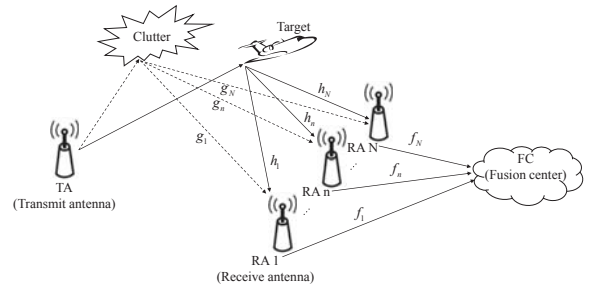 Clutter
Target
g_N
h_N
g_n
h_n
g_1
h_1
RA N
f_N
TA
(Transmit antenna)
RA n
f_n
FC
(Fusion center)
f_1
RA 1
(Receive antenna)